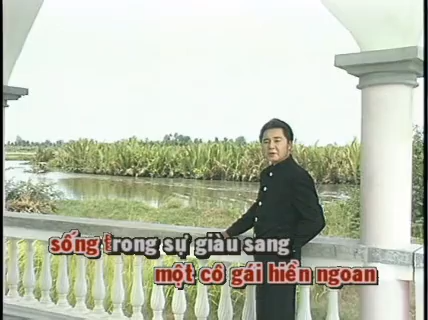 sống trong sự giàu sang
một cô gái hiền ngoan